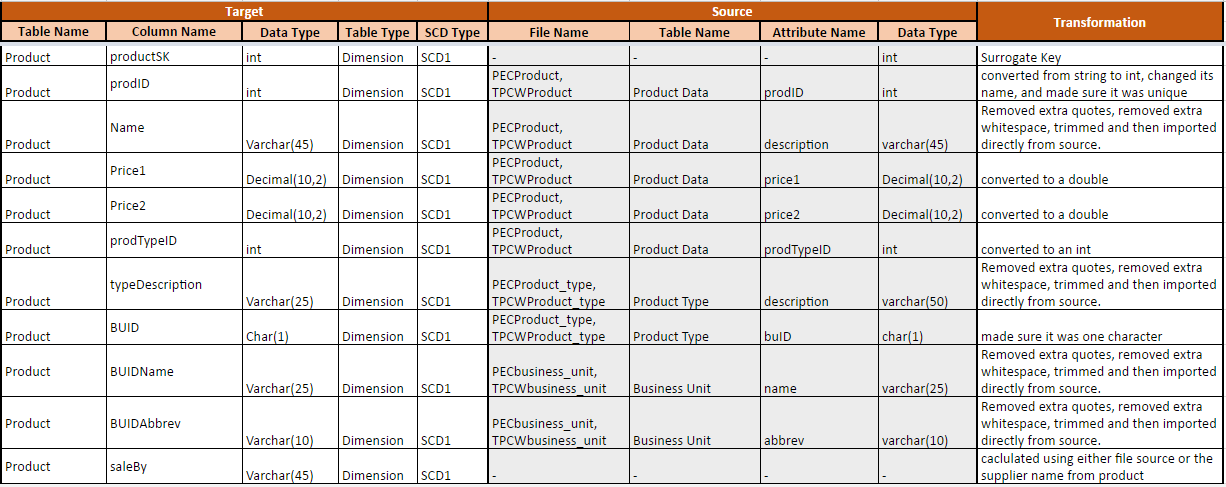 Target Source Transformation
Table Name Column Name Data Type Table Type SCD Type File Name Table Name Attribute Name Data Type
Product productSK int Dimension SCD1 - - - int Surrogate Key
Product prodID int Dimension SCD1 PECProduct, TPCWProduct Product Data prodID int converted from string to int, changed its name, and made sure it was unique
Product Name Varchar(45) Dimension SCD1 PECProduct, TPCWProduct Product Data description varchar(45) Removed extra quotes, removed extra whitespace, trimmed and then imported directly from source.
Product Price1 Decimal(10,2) Dimension SCD1 PECProduct, TPCWProduct Product Data price1 Decimal(10,2) converted to a double
Product Price2 Decimal(10,2) Dimension SCD1 PECProduct, TPCWProduct Product Data price2 Decimal(10,2) converted to a double
Product prodTypeID int Dimension SCD1 PECProduct, TPCWProduct Product Data prodTypeID int converted to an int
Product typeDescription Varchar(25) Dimension SCD1 PECProduct_type, TPCWProduct_type Product Type description varchar(50) Removed extra quotes, removed extra whitespace, trimmed and then imported directly from source.
Product BUID Char(1) Dimension SCD1 PECProduct_type, TPCWProduct_type Product Type buID char(1) made sure it was one character
Product BUIDName Varchar(25) Dimension SCD1 PECbusiness_unit, TPCWbusiness_unit Business Unit name varchar(25) Removed extra quotes, removed extra whitespace, trimmed and then imported directly from source.
Product BUIDAbbrev Varchar(10) Dimension SCD1 PECbusiness_unit, TPCWbusiness_unit Business Unit abbrev varchar(10) Removed extra quotes, removed extra whitespace, trimmed and then imported directly from source.
Product saleBy Varchar(45) Dimension SCD1 - - - - caclulated using either file source or the supplier name from product